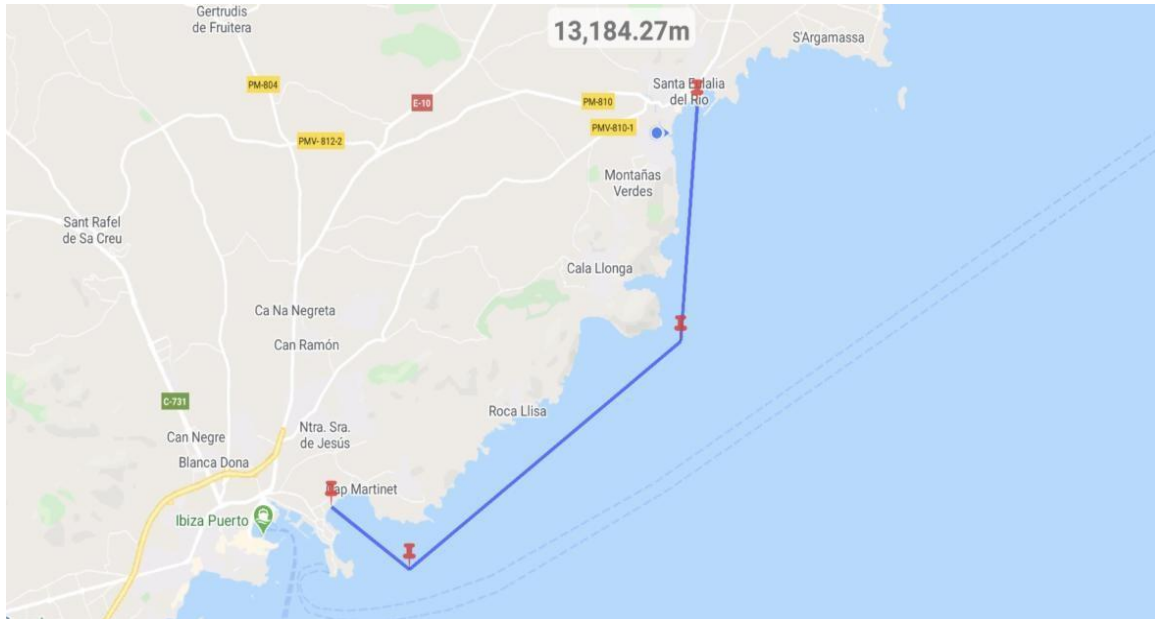 Gertrudis
de Fruitera
13,184.27m
S'Argamassa
PM-804
E-10
PM-810
Santa Eulalia
del Río
PMV-810-1
PMV- 812-2
Montañas
Verdes
Sant Rafel
de Sa Creu
Cala Llonga
Ca Na Negreta
Can Ramón
C-731
Roca Llisa
Ntra. Sra.
de Jesús
Can Negre
Blanca Dona
Cap Martinet
Ibiza Puerto